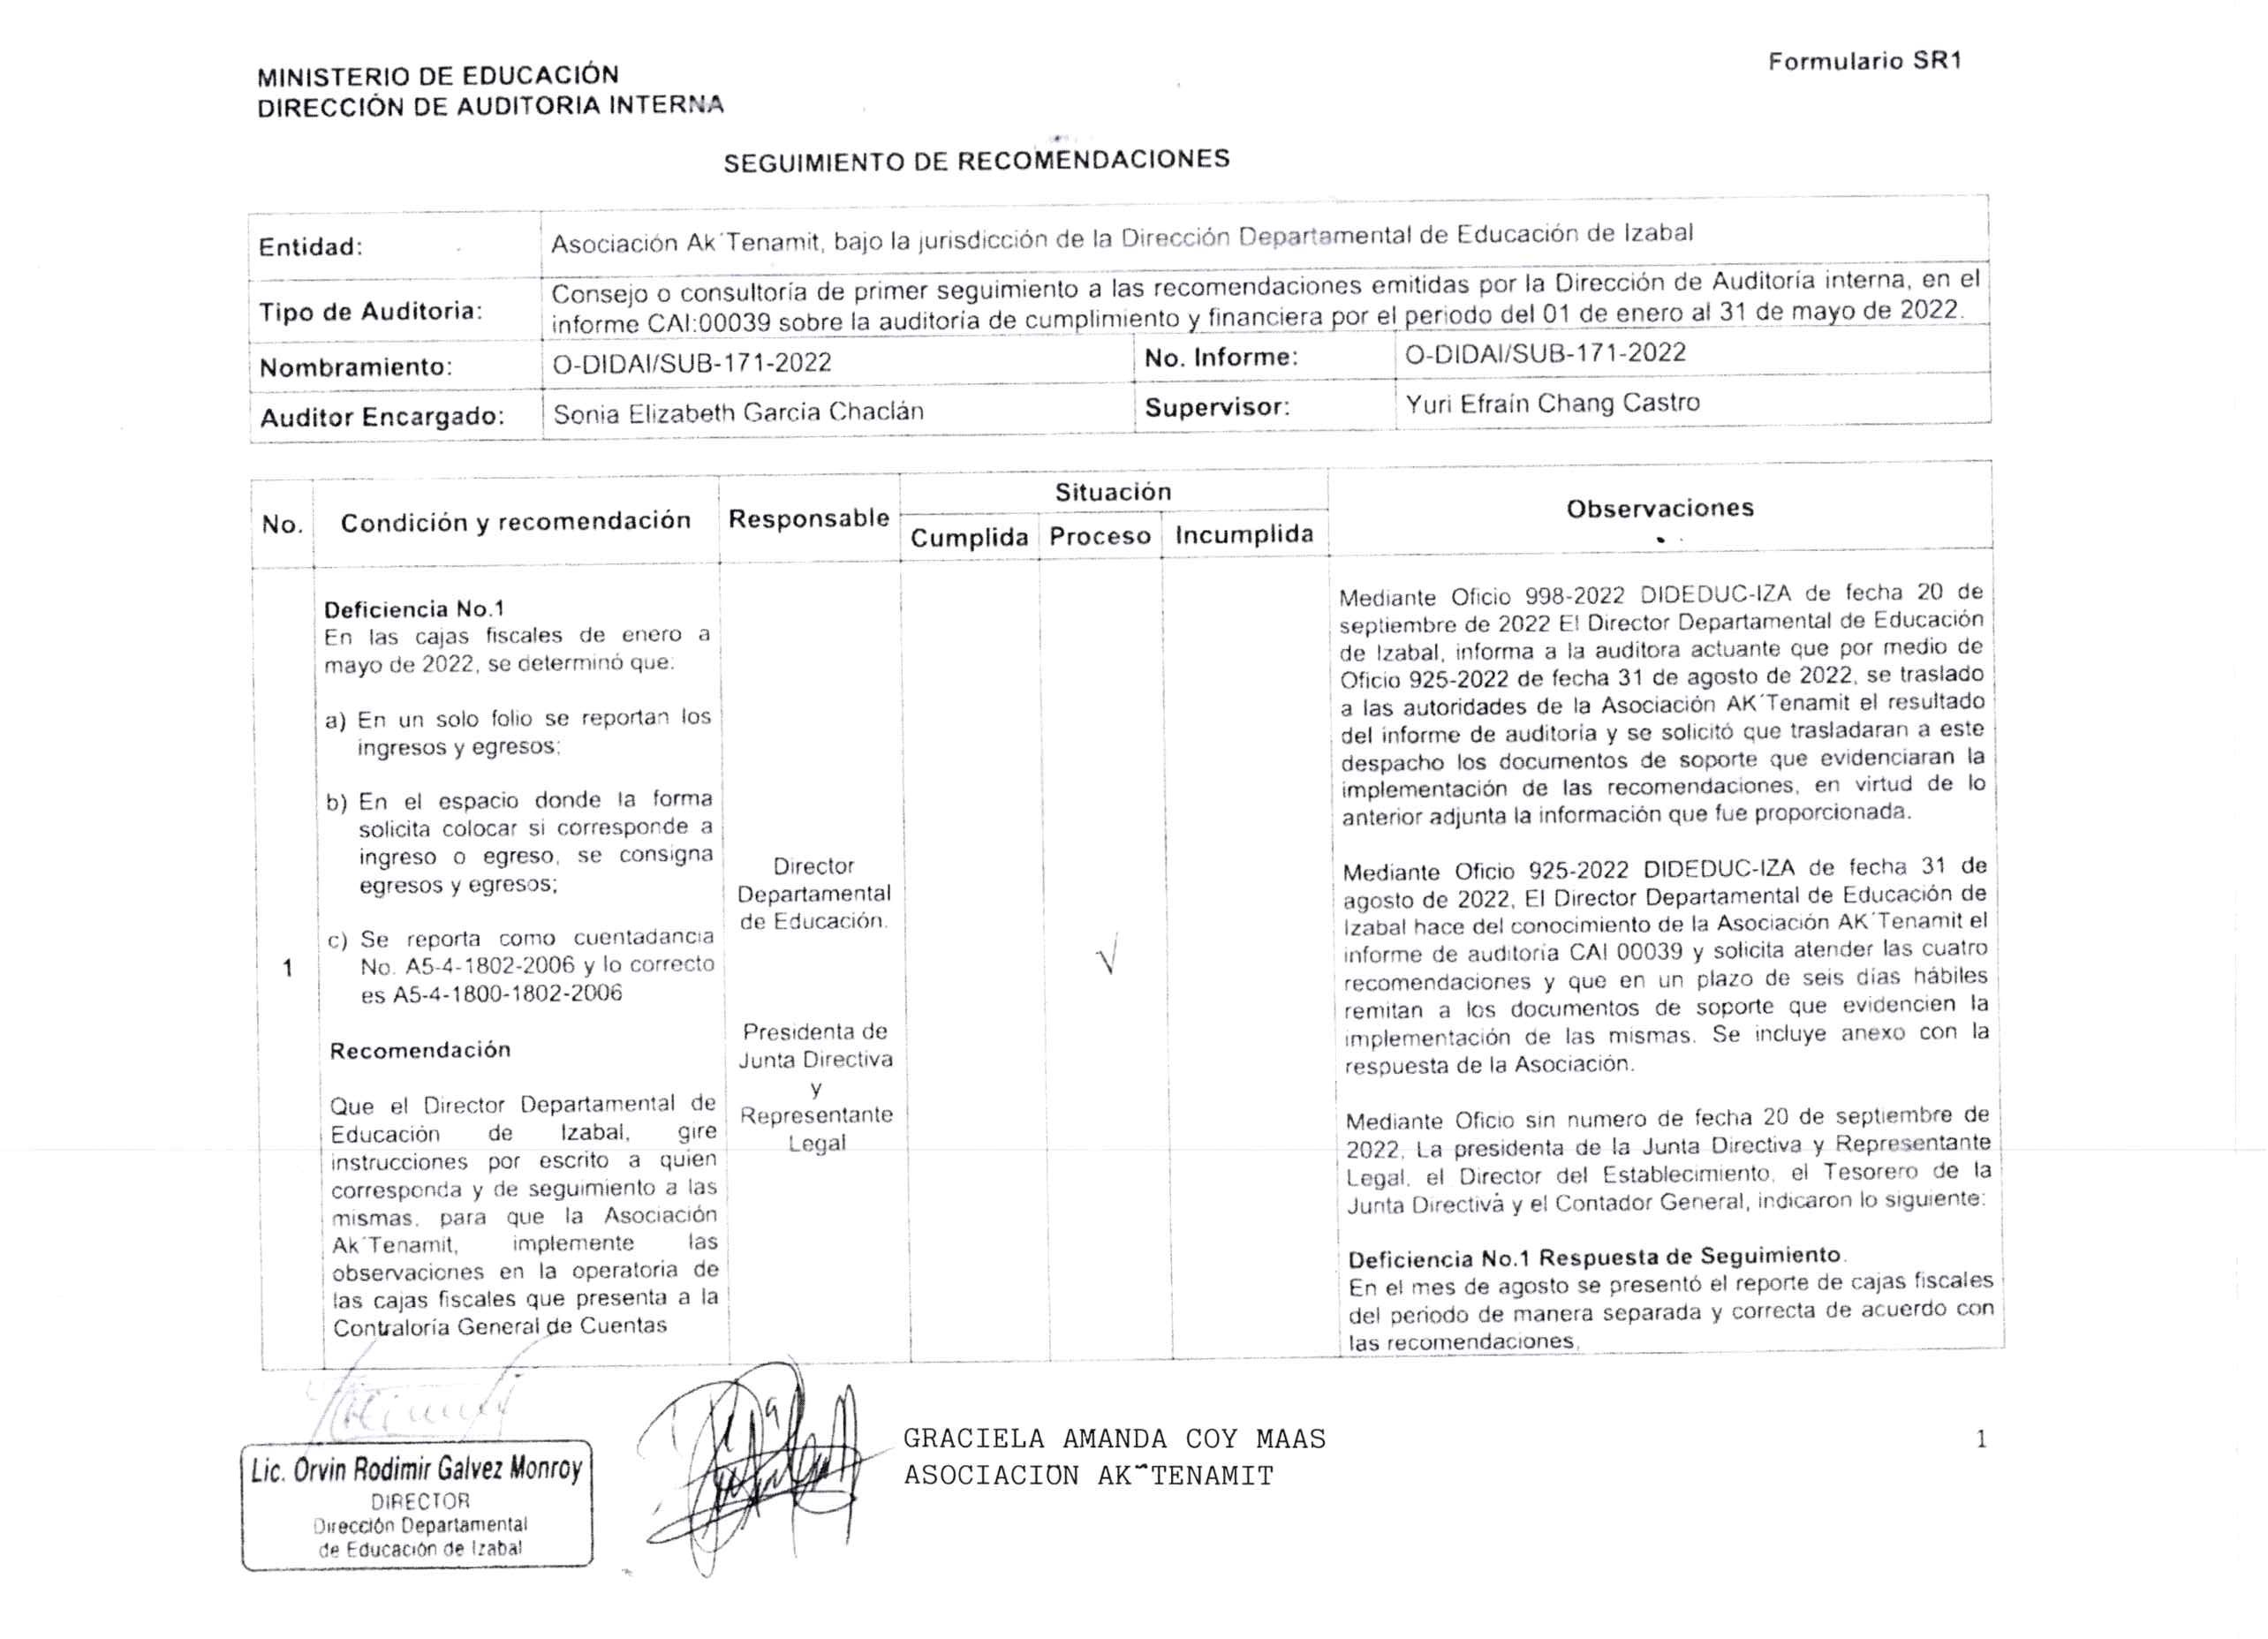 Formulario SR1
MINISTERIO DE EDUCACIÓN
DIRECCIÓN DE AUDITORIA INTERNA
SEGUIMIENTO DE RECOMENDACIONES
Entidad:
Asociación Ak´Tenamit, bajo la jurisdicción de la Dirección Departamental de Educación de Izabal
Tipo de Auditoria:
Consejo o consultoría de primer seguimiento a las recomendaciones emitidas por la Dirección de Auditoría interna, en el
informe CAI:00039 sobre la auditoría de cumplimiento y financiera por el periodo del 01 de enero al 31 de mayo de 2022.
Nombramiento:
O-DIDAI/SUB-171-2022
No. Informe:
O-DIDAI/SUB-171-2022
Auditor Encargado:
Sonia Elizabeth Garcia Chaclán
Supervisor:
Yuri Efraín Chang Castro
No.
Condición y recomendación
Responsable
Situación
Cumplida
Proceso
Incumplida
Observaciones
1
Deficiencia No.1
En las cajas fiscales de enero a
mayo de 2022, se determinó que:
a) En un solo folio se reportan los
ingresos y egresos;
b) En el espacio donde la forma
solicita colocar si corresponde a
ingreso o egreso, se consigna
egresos y egresos;
c) Se reporta como cuentadancia
No. A5-4-1802-2006 y lo correcto
es A5-4-1800-1802-2006
Recomendación
Que el Director Departamental de
Educación de Izabal, gire
instrucciones por escrito a quien
corresponda y de seguimiento a las
mismas, para que la Asociación
Ak´Tenamit, implemente las
observaciones en la operatoria de
las cajas fiscales que presenta a la
Contraloría General de Cuentas
Director
Departamental
de Educación.
Presidenta de
Junta Directiva
y
Representante
Legal
√
Mediante Oficio 998-2022 DIDEDUC-IZA de fecha 20 de
septiembre de 2022 El Director Departamental de Educación
de Izabal, informa a la auditora actuante que por medio de
Oficio 925-2022 de fecha 31 de agosto de 2022, se traslado
a las autoridades de la Asociación AK´Tenamit el resultado
del informe de auditoría y se solicitó que trasladaran a este
despacho los documentos de soporte que evidenciaran la
implementación de las recomendaciones, en virtud de lo
anterior adjunta la información que fue proporcionada.
Mediante Oficio 925-2022 DIDEDUC-IZA de fecha 31 de
agosto de 2022, El Director Departamental de Educación de
Izabal hace del conocimiento de la Asociación AK´Tenamit el
informe de auditoría CAI 00039 y solicita atender las cuatro
recomendaciones y que en un plazo de seis días hábiles
remitan a los documentos de soporte que evidencien la
implementación de las mismas. Se incluye anexo con la
respuesta de la Asociación.
Mediante Oficio sin numero de fecha 20 de septiembre de
2022, La presidenta de la Junta Directiva y Representante
Legal, el Director del Establecimiento, el Tesorero de la
Junta Directiva y el Contador General, indicaron lo siguiente:
Deficiencia No.1 Respuesta de Seguimiento.
En el mes de agosto se presentó el reporte de cajas fiscales
del periodo de manera separada y correcta de acuerdo con
las recomendaciones,
Lic. Orvin Rodimir Galvez Monroy
DIRECTOR
Dirección Departamental
de Educación de Izabal
GRACIELA AMANDA COY MAAS
ASOCIACION AK˜TENAMIT
1